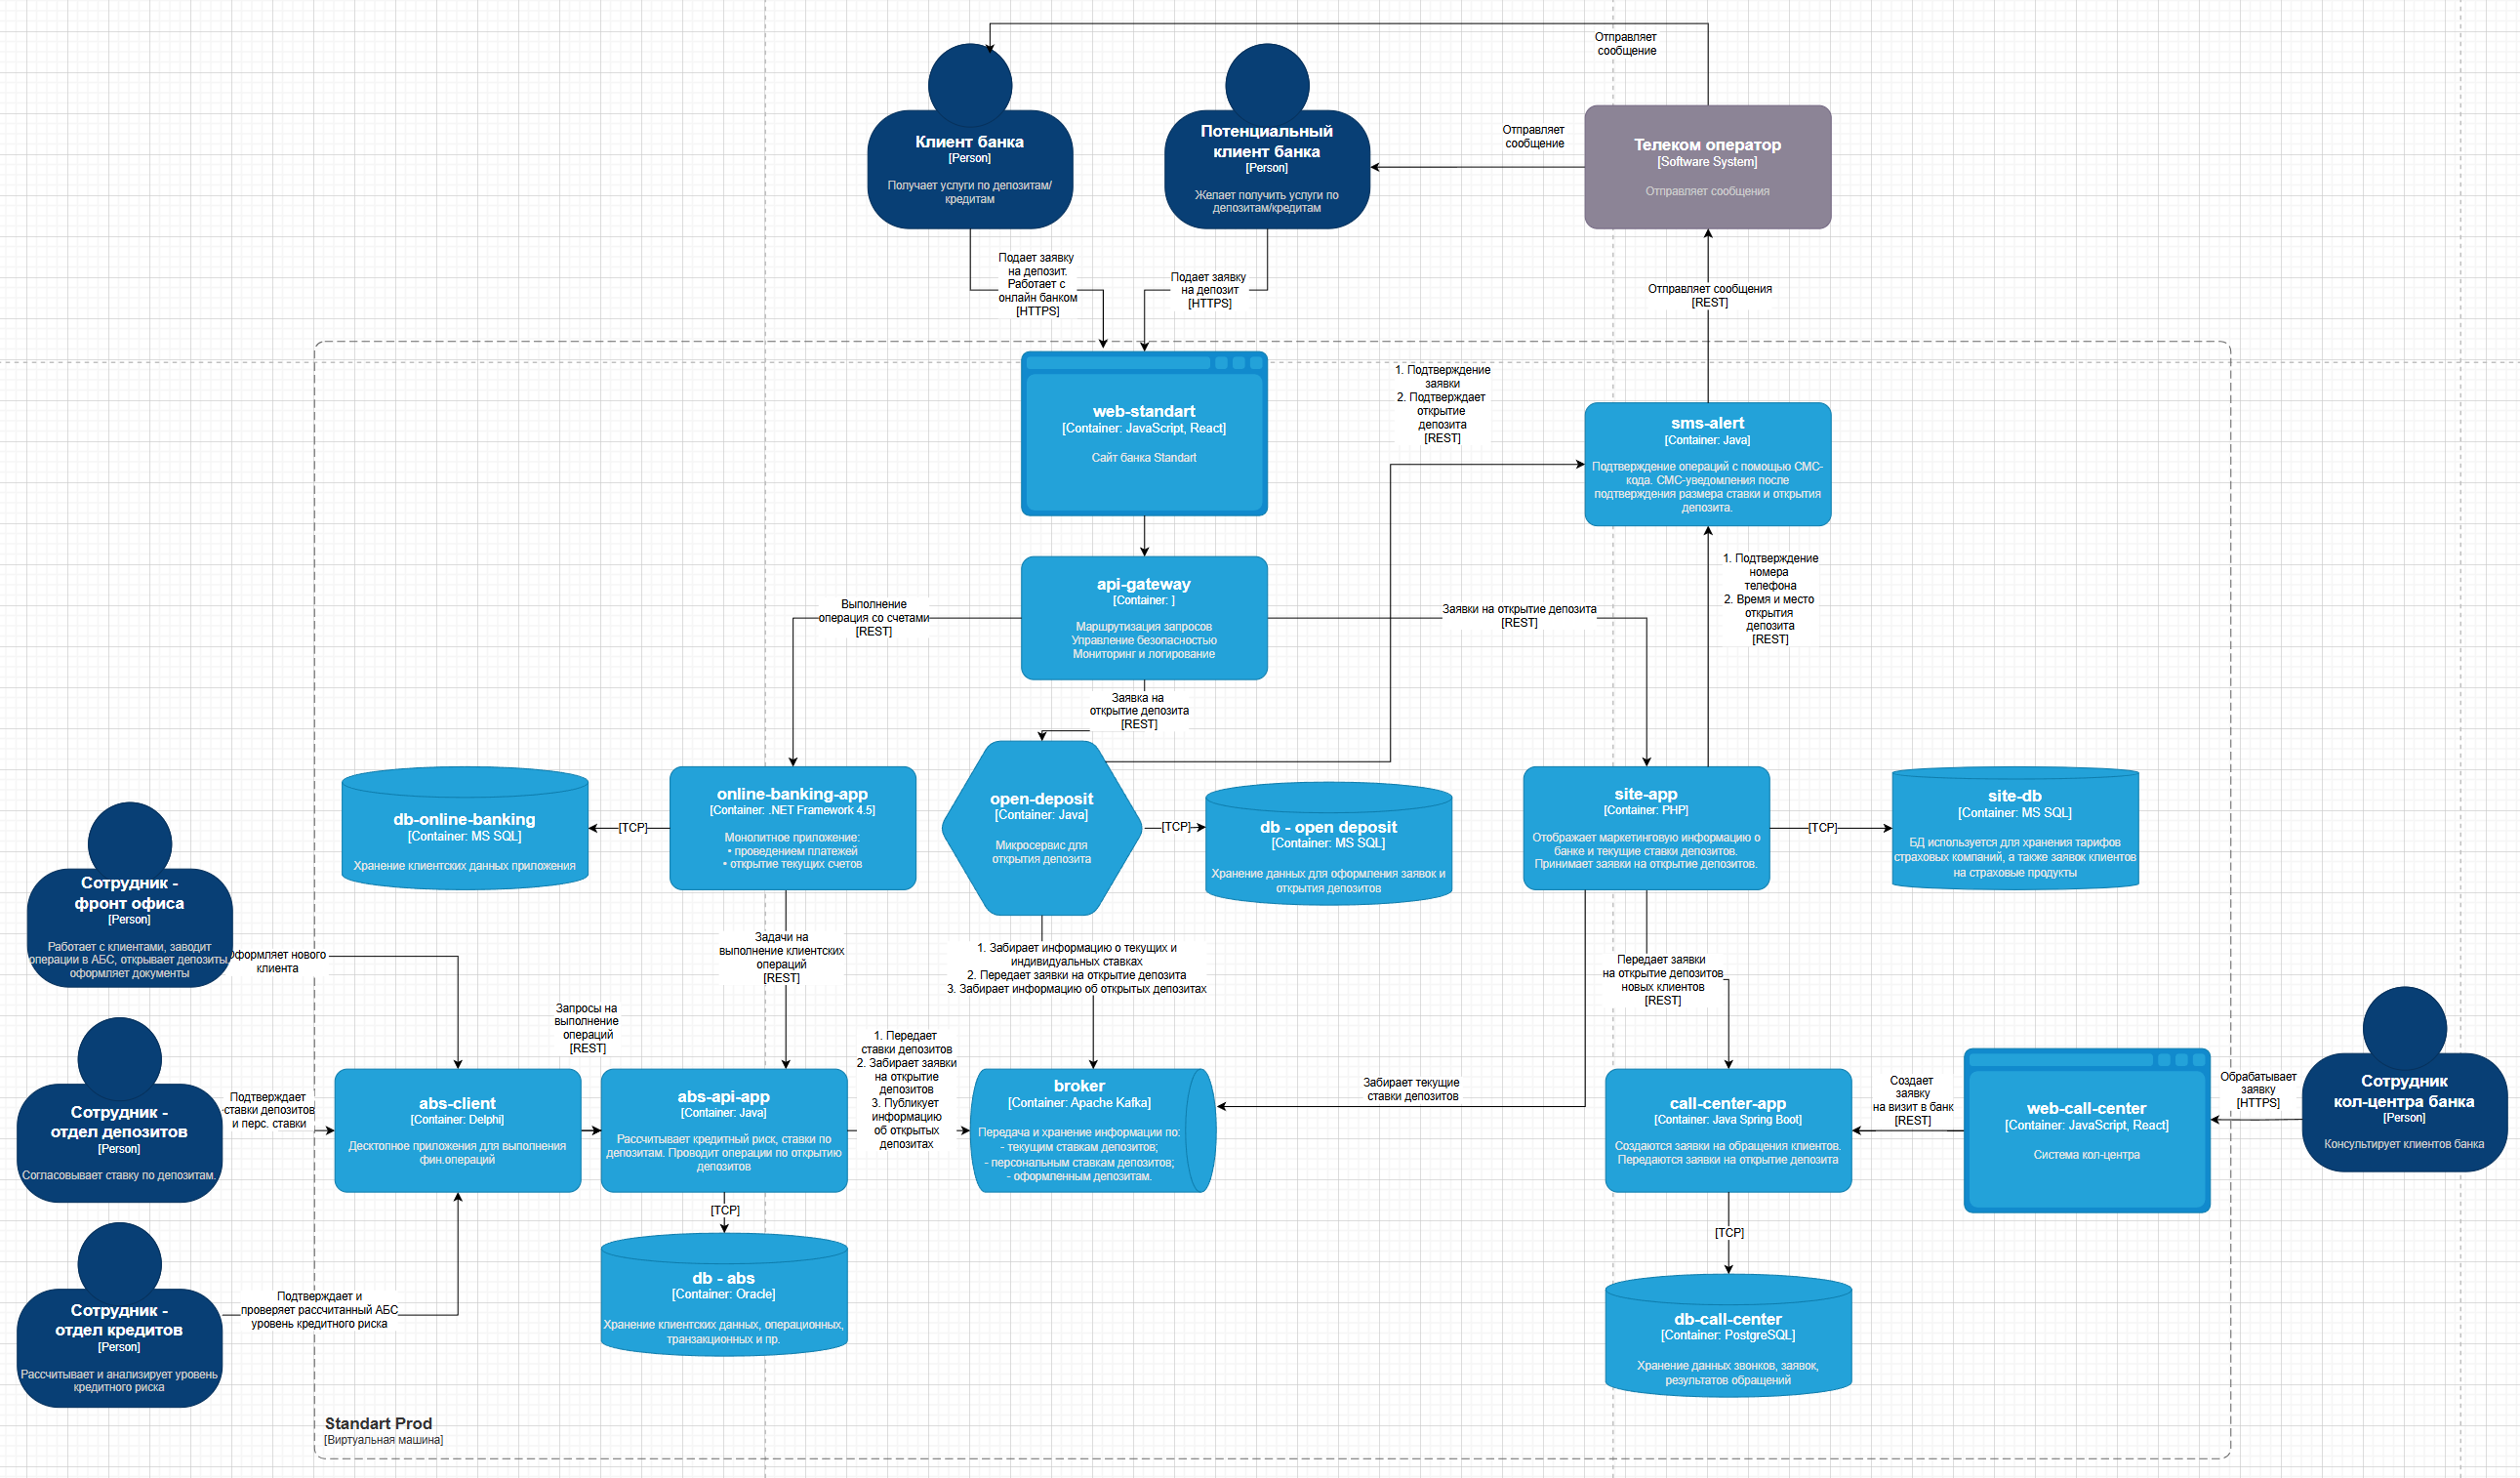 Отправляет
сообщение
Клиент банка
[Person]
Получает услуги по депозитам/
кредитам
Потенциальный
клиент банка
[Person]
Желает получить услуги по
депозитам/кредитам
Отправляет
сообщение
Телеком оператор
[Software System]
Отправляет сообщения
Подает заявку
на депозит.
Работает с
онлайн банком
[HTTPS]
Подает заявку
на депозит
[HTTPS]
Отправляет сообщения
[REST]
web-standart
[Container: JavaScript, React]
Сайт банка Standart
1. Подтверждение
заявки
2. Подтверждает
открытие
депозита
[REST]
sms-alert
[Container: Java]
Подтверждение операций с помощью СМС-
кода. СМС-уведомления после
подтверждения размера ставки и открытия
депозита.
api-gateway
[Container: ]
Маршрутизация запросов
Управление безопасностью
Мониторинг и логирование
Выполнение
операция со счетами
[REST]
Заявки на открытие депозита
[REST]
1. Подтверждение
номера
телефона
2. Время и место
открытия
депозита
[REST]
Заявка на
открытие депозита
[REST]
db-online-banking
[Container: MS SQL]
Хранение клиентских данных приложения
[TCP]
online-banking-app
[Container: .NET Framework 4.5]
Монолитное приложение:
• проведением платежей
• открытие текущих счетов
open-deposit
[Container: Java]
Микросервис для
открытия депозита
[TCP]
db - open deposit
[Container: MS SQL]
Хранение данных для оформления заявок и
открытия депозитов
site-app
[Container: PHP]
Отображает маркетинговую информацию о
банке и текущие ставки депозитов.
Принимает заявки на открытие депозитов.
[TCP]
site-db
[Container: MS SQL]
БД используется для хранения тарифов
страховых компаний, а также заявок клиентов
на страховые продукты
Сотрудник -
фронт офиса
[Person]
Работает с клиентами, заводит
операции в АБС, открывает депозиты,
оформляет документы
Оформляет нового
клиента
Задачи на
выполнение клиентских
операций
[REST]
1. Забирает информацию о текущих и
индивидуальных ставках
2. Передает заявки на открытие депозита
3. Забирает информацию об открытых депозитах
Передает заявки
на открытие депозитов
новых клиентов
[REST]
Сотрудник -
отдел депозитов
[Person]
Согласовывает ставку по депозитам.
Подтверждает
ставки депозитов
и перс. ставки
Запросы на
выполнение
операций
[REST]
abs-client
[Container: Delphi]
Десктопное приложения для выполнения
фин.операций
abs-api-app
[Container: Java]
Рассчитывает кредитный риск, ставки по
депозитам. Проводит операции по открытию
депозитов
1. Передает
ставки депозитов
2. Забирает заявки
на открытие
депозитов
3. Публикует
информацию
об открытых
депозитах
broker
[Container: Apache Kafka]
Передача и хранение информации по:
- текущим ставкам депозитов;
- персональным ставкам депозитов;
- оформленным депозитам.
Забирает текущие
ставки депозитов
call-center-app
[Container: Java Spring Boot]
Создаются заявки на обращения клиентов.
Передаются заявки на открытие депозита
Создает
заявку
на визит в банк
[REST]
web-call-center
[Container: JavaScript, React]
Система кол-центра
Обрабатывает
заявку
[HTTPS]
Сотрудник
кол-центра банка
[Person]
Консультирует клиентов банка
[TCP]
[TCP]
Сотрудник -
отдел кредитов
[Person]
Рассчитывает и анализирует уровень
кредитного риска
Подтверждает и
проверяет рассчитанный АБС
уровень кредитного риска
db - abs
[Container: Oracle]
Хранение клиентских данных, операционных,
транзакционных и пр.
db-call-center
[Container: PostgreSQL]
Хранение данных звонков, заявок,
результатов обращений
Standart Prod
[Виртуальная машина]